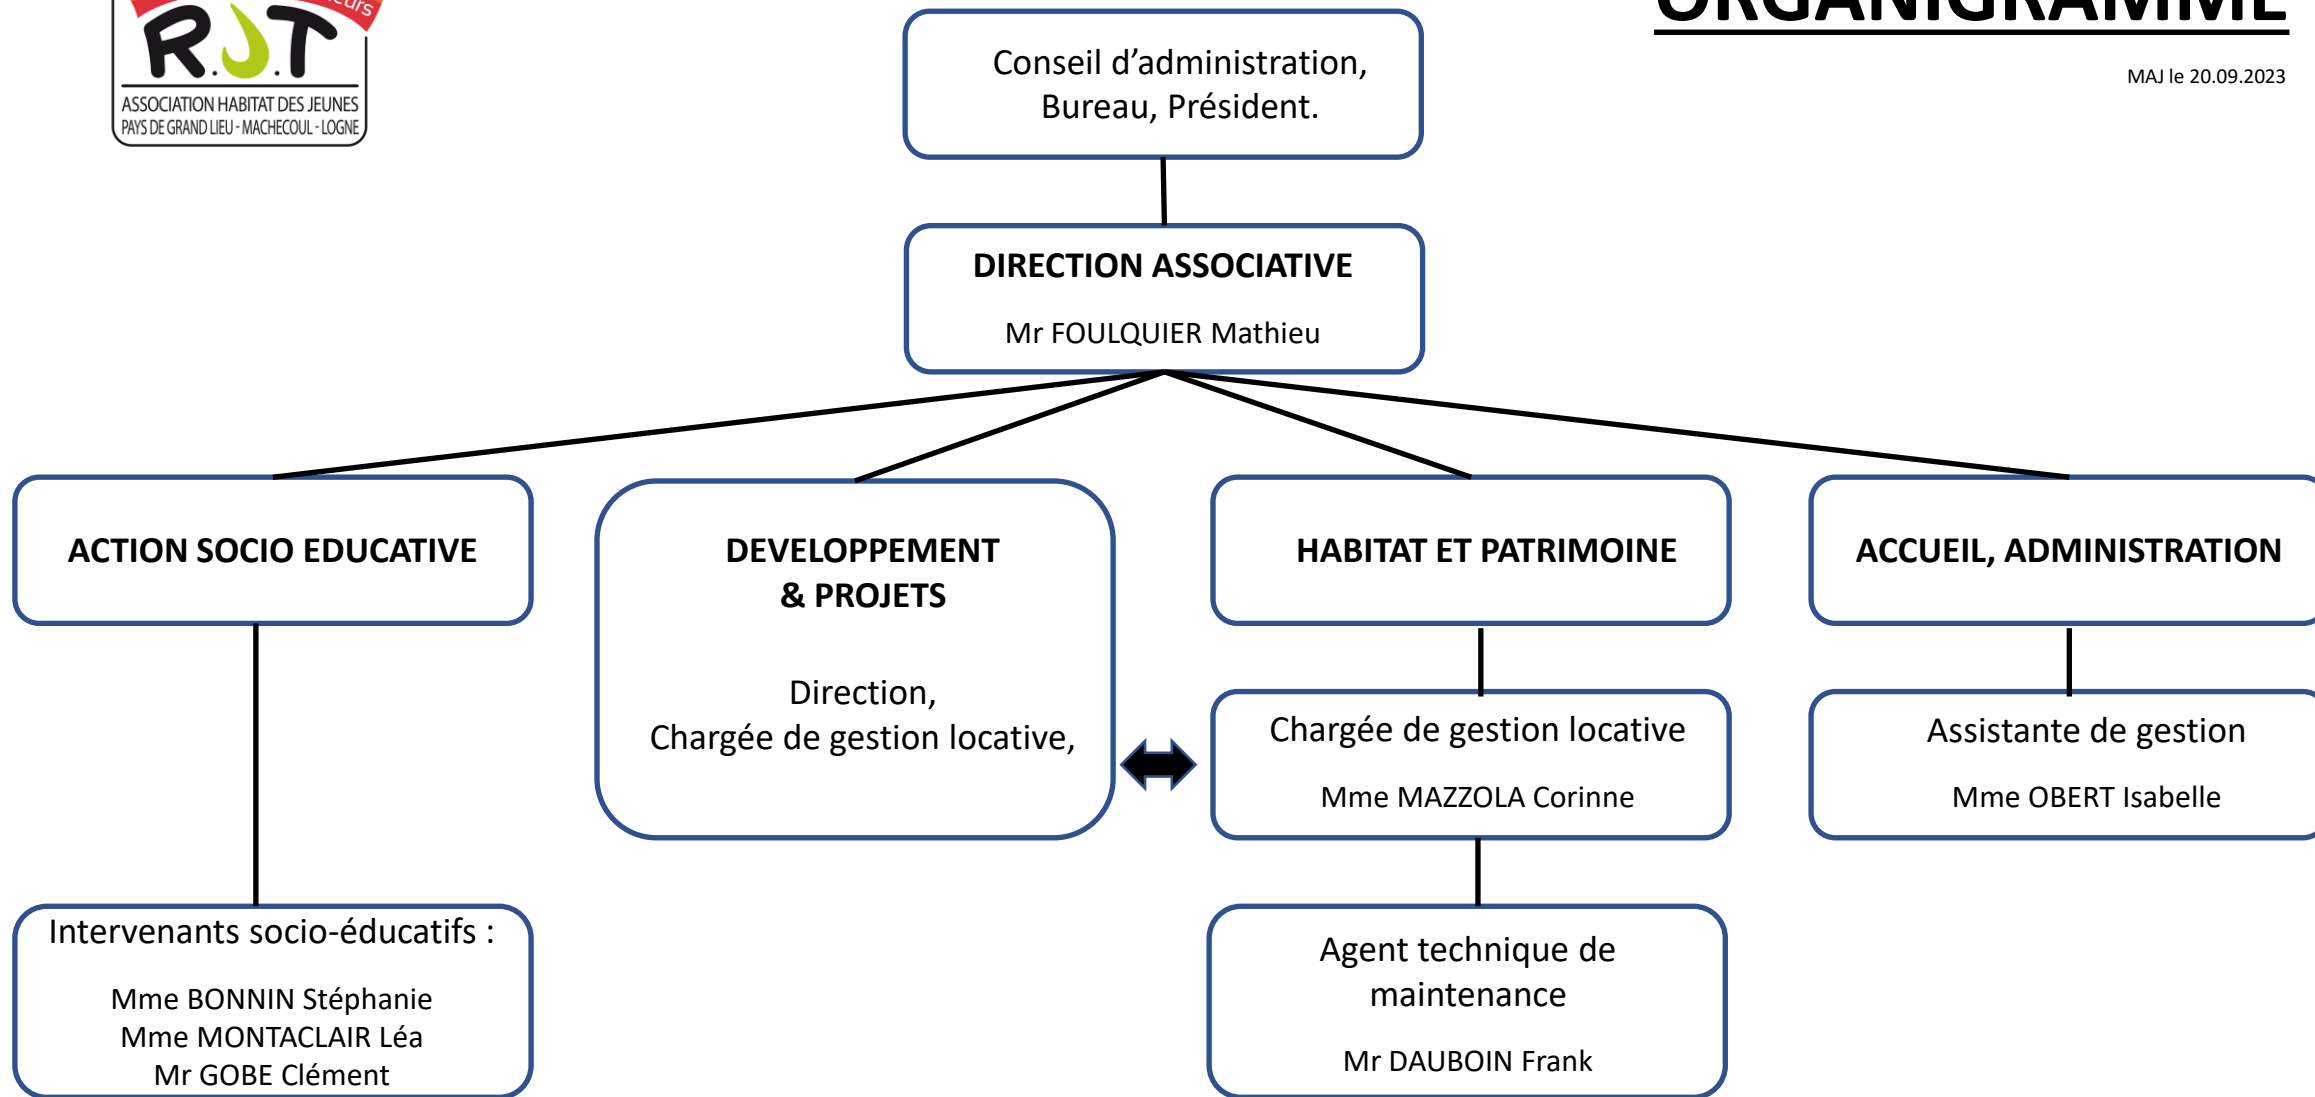 R.J.T
ASSOCIATION HABITAT DES JEUNES
PAYS DE GRAND LIEU - MACHECOUL - LOGNE
ORGANIGRAMME
MAJ le 20.09.2023
Conseil d’administration,
Bureau, Président.
DIRECTION ASSOCIATIVE
Mr FOULQUIER Mathieu
ACTION SOCIO EDUCATIVE
Intervenants socio-éducatifs :
Mme BONNIN Stéphanie
Mme MONTACLAIR Léa
Mr GOBE Clément
DEVELOPPEMENT
& PROJETS
Direction,
Chargée de gestion locative,
HABITAT ET PATRIMOINE
Chargée de gestion locative
Mme MAZZOLA Corinne
Agent technique de
maintenance
Mr DAUBOIN Frank
ACCUEIL, ADMINISTRATION
Assistante de gestion
Mme OBERT Isabelle